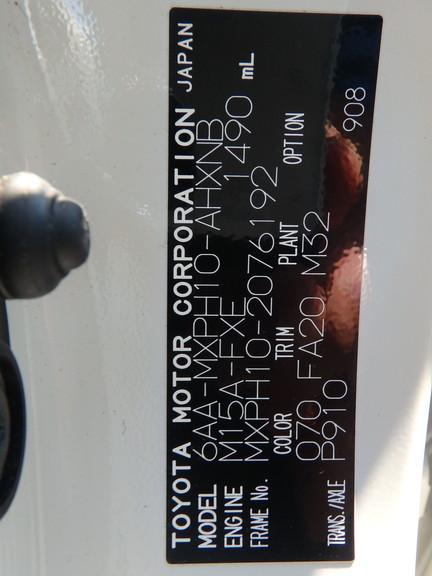 TOYOTA MOTOR CORPORATION JAPAN
MODEL 6AA-MXPH10-AHXNB
ENGINE M15A-FXE 1490 mL
FRAME No. MXPH10-2076192
COLOR TRIM PLANT OPTION
070 FA20 M32
P910 908
TRANS./AXLE